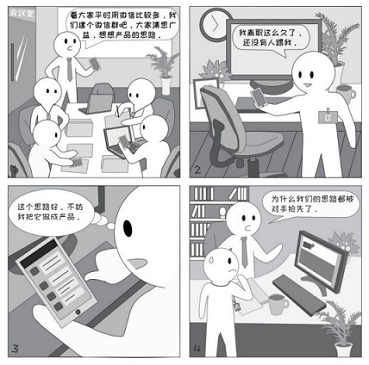 会议室
看大家平时用微信比较多，我
们建个微信群吧，大家集思广
益，想想产品的思路．
我离职这么久了，
还没有人踢我．
2
这个思路好，不妨
我把它做成产品．
3
为什么我们的思路都被
对手抢先了．
4